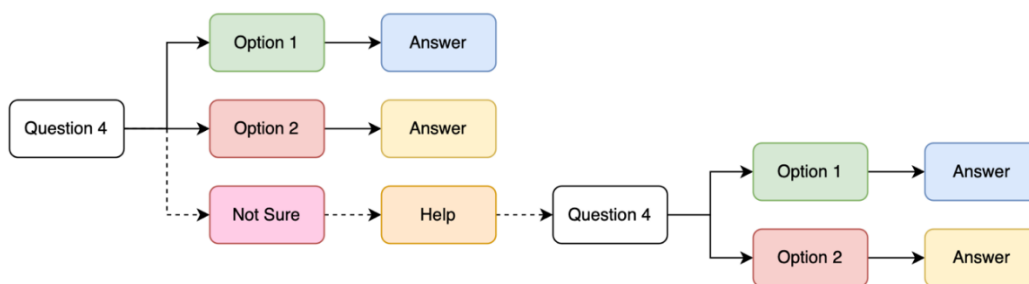 Option 1
Answer
Question 4
Option 2
Answer
Not Sure
Help
Question 4
Option 1
Answer
Option 2
Answer